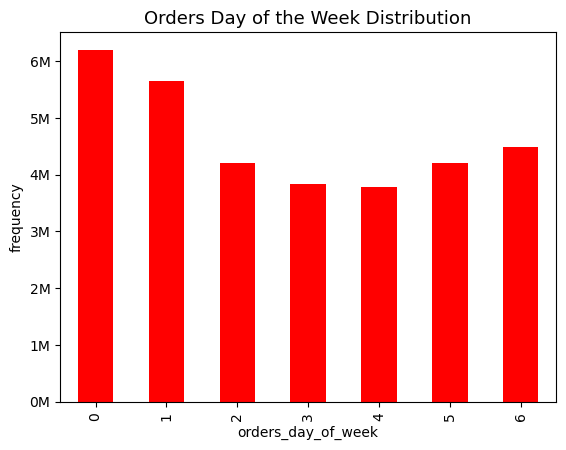 Orders Day of the Week Distribution
6M
5M
4M
3M
2M
1M
0M
frequency
0 1 2 3 4 5 6
orders_day_of_week